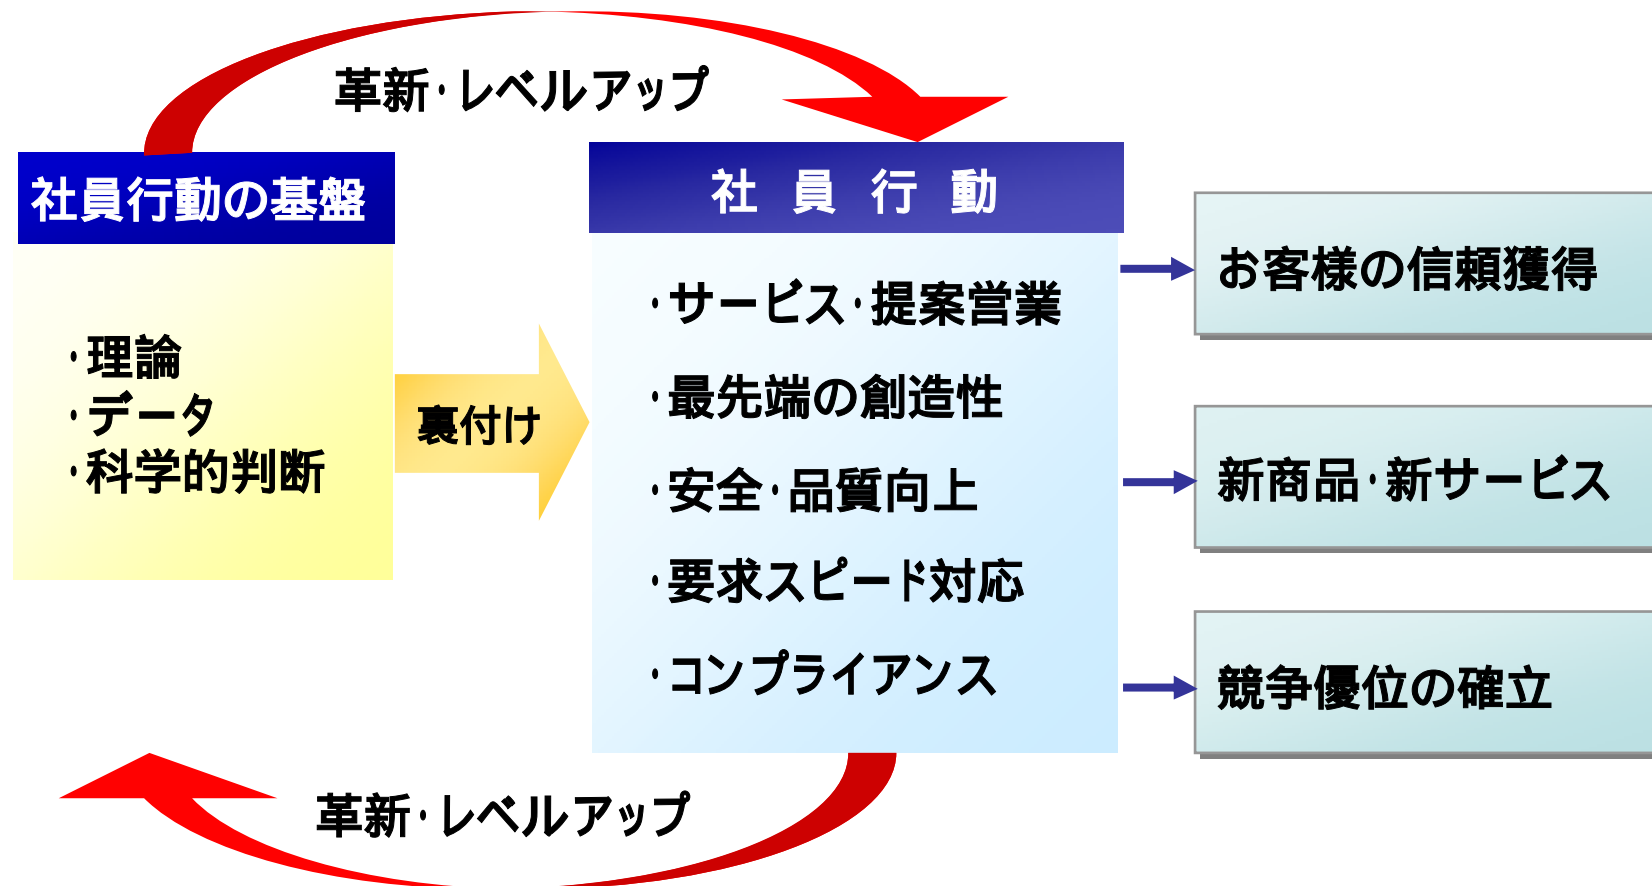 革新・レベルアップ
社員行動の基盤
・理論
・データ
・科学的判断
裏付け
社員行動
・サービス・提案営業
・最先端の創造性
・安全・品質向上
・要求スピード対応
・コンプライアンス
お客様の信頼獲得
新商品・新サービス
競争優位の確立
革新・レベルアップ